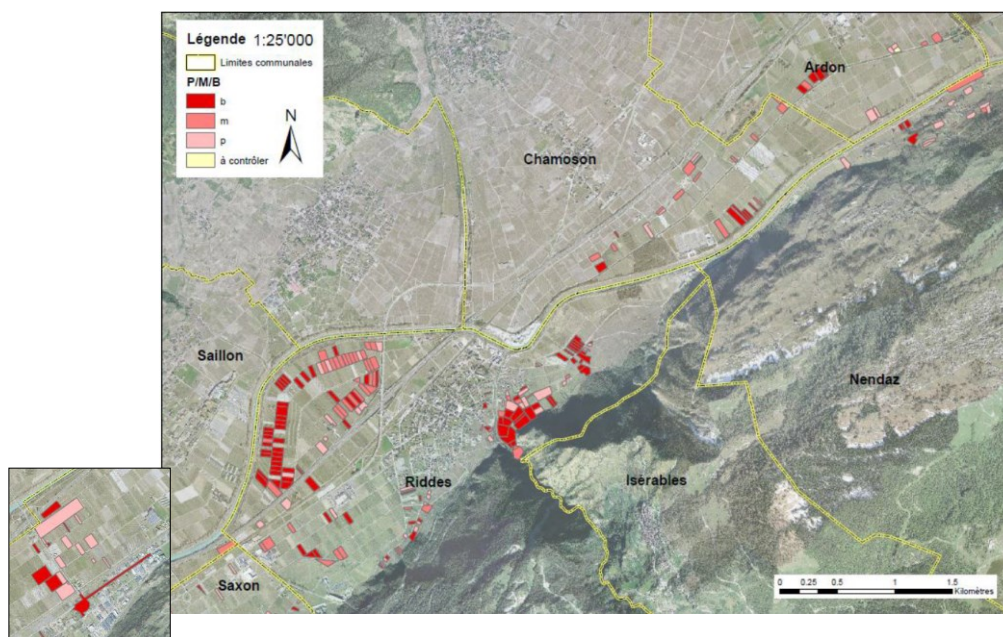 Légende 1:25'000
Limites communales
P/M/B
b
m
p
à contrôler
N
Ardon
Chamoson
Saillon
Nendaz
Riddes
Isérables
Saxon
0 0.25 0.5 1 1.5
Kilomètres